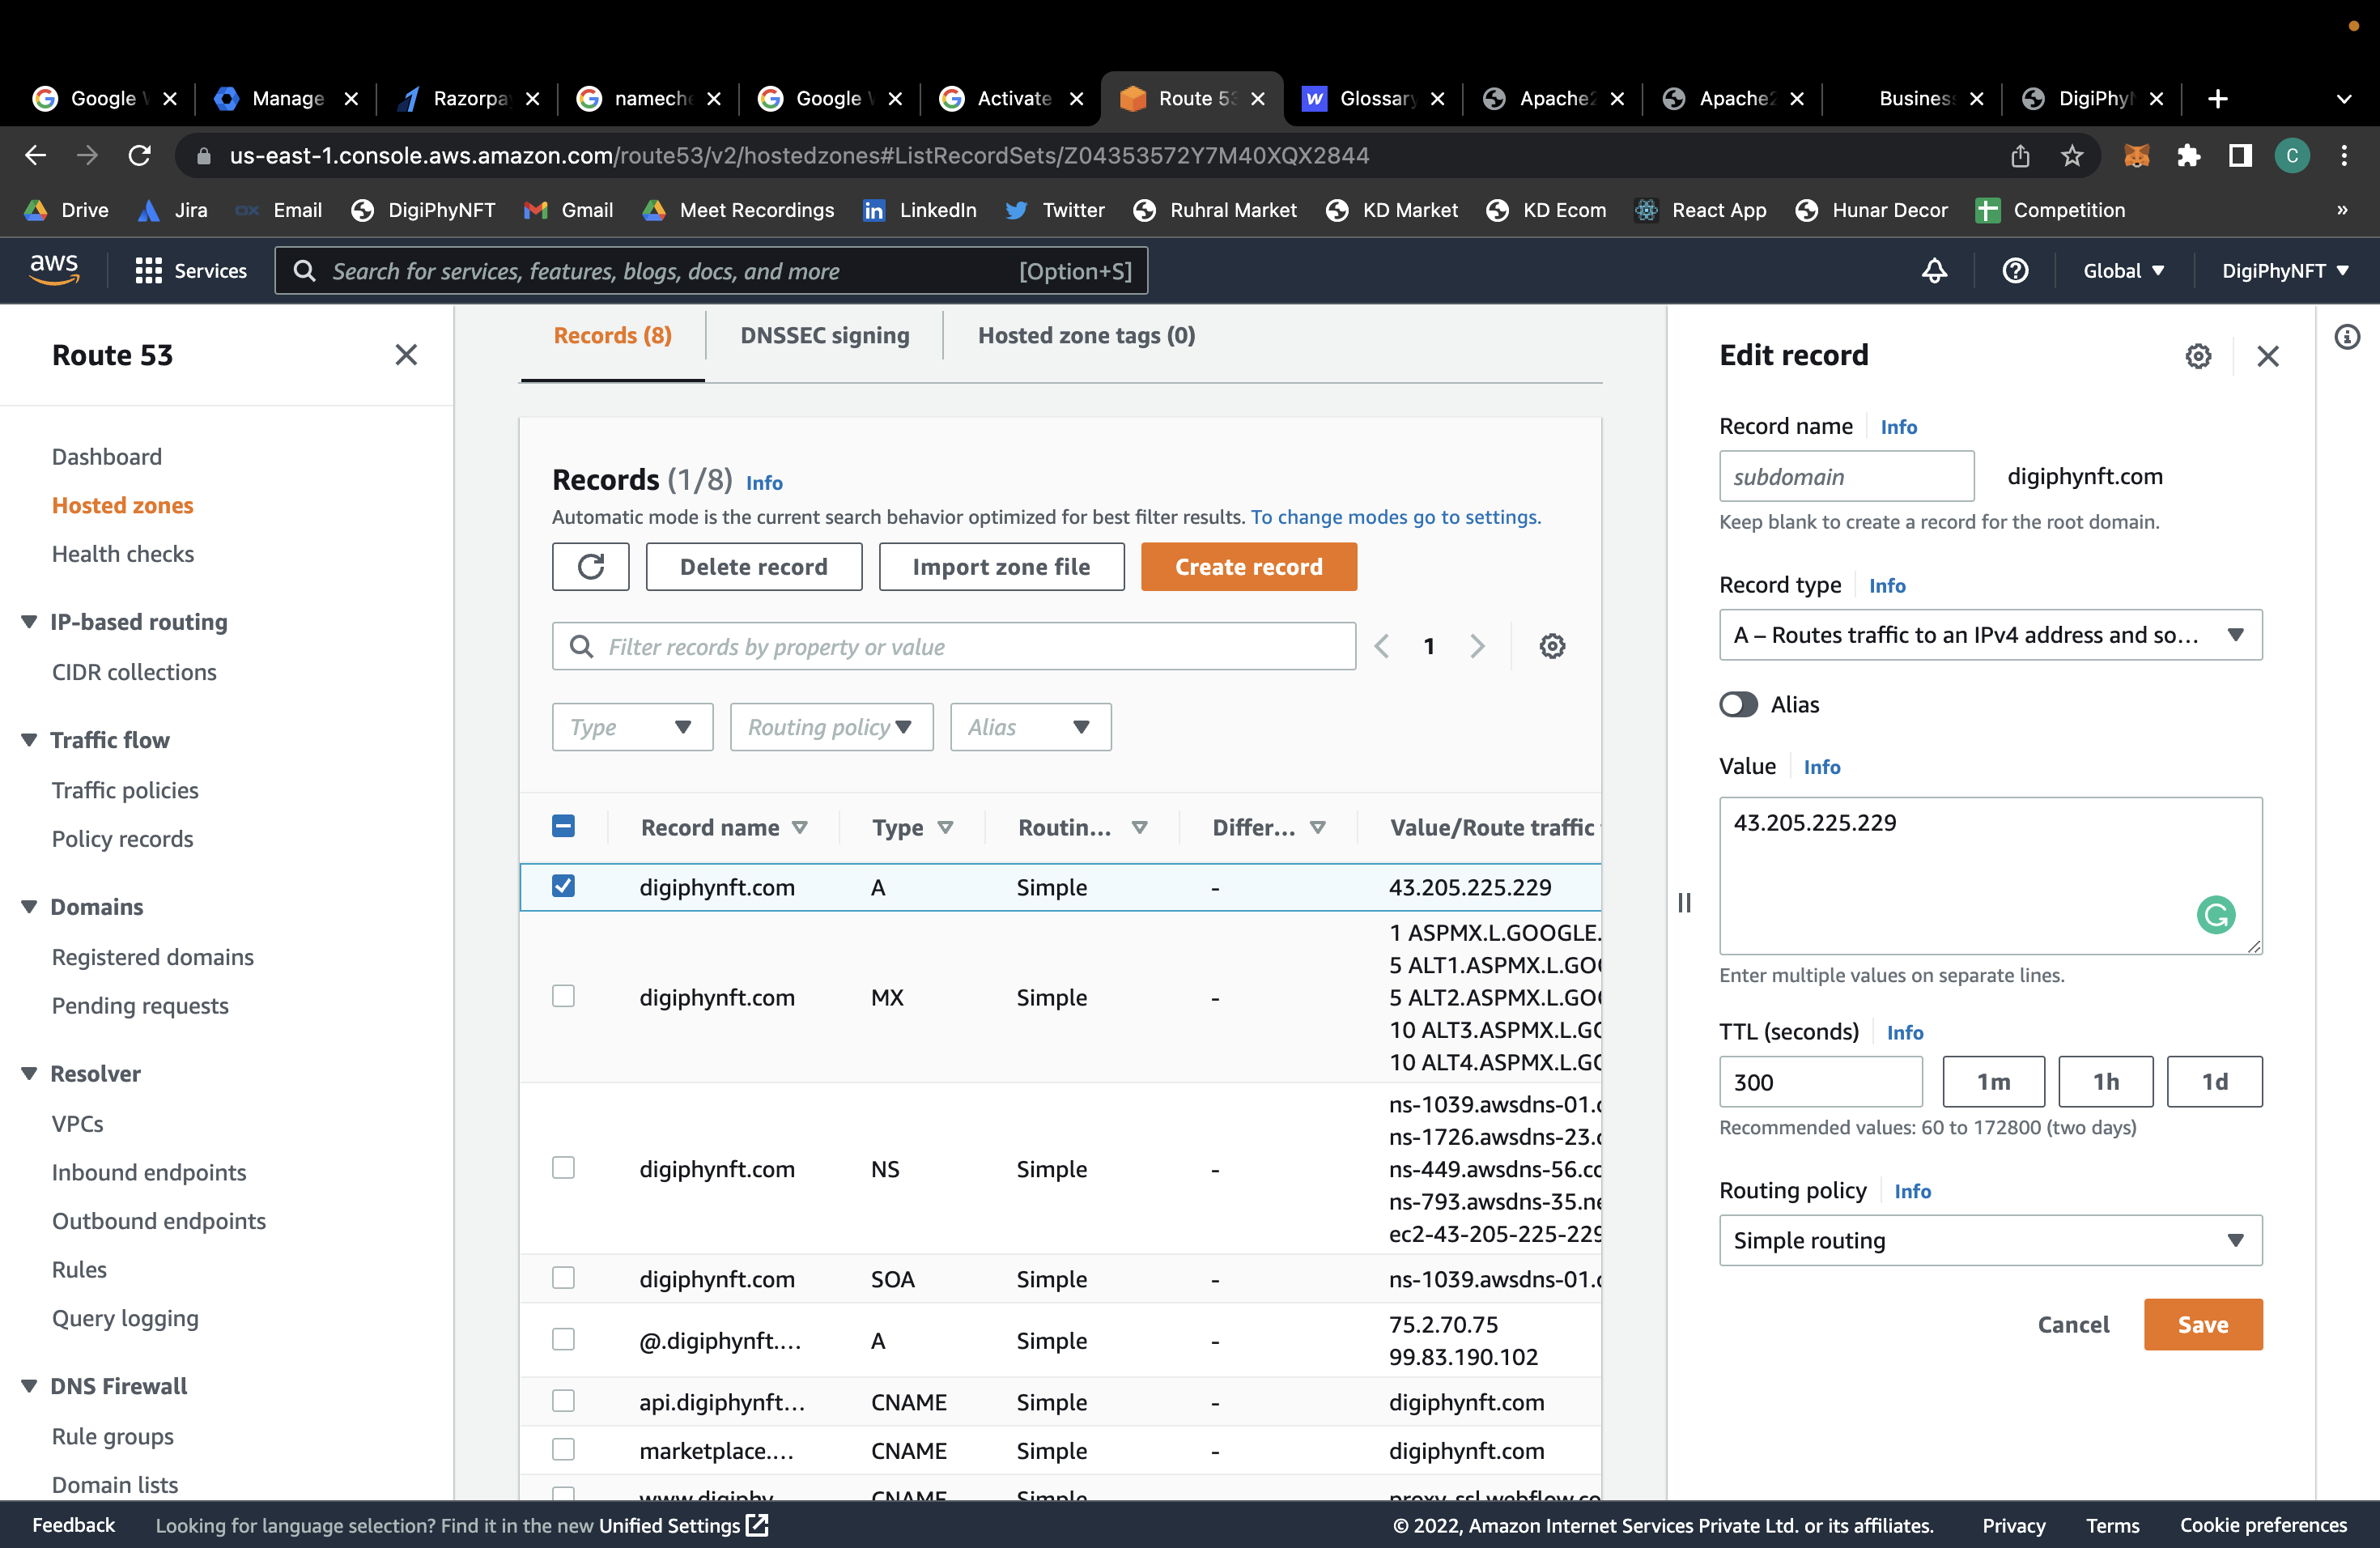 Google
Manage
Razorpa
namech
Google
Activate
Route 53
Glossary
Apache2
Apache2
Business
DigiPhyN
us-east-1.console.aws.amazon.com/route53/v2/hostedzones#ListRecordSets/Z04353572Y7M40XQX2844
C
Drive
Jira
Email
DigiPhyNFT
Gmail
Meet Recordings
LinkedIn
Twitter
Ruhral Market
KD Market
KD Ecom
React App
Hunar Decor
Competition
»
aws
Services
Search for services, features, blogs, docs, and more
[Option+S]
Global
DigiPhyNFT
Route 53
Dashboard
Hosted zones
Health checks
IP-based routing
CIDR collections
Traffic flow
Traffic policies
Policy records
Domains
Registered domains
Pending requests
Resolver
VPCs
Inbound endpoints
Outbound endpoints
Rules
Query logging
DNS Firewall
Rule groups
Domain lists
Records (8)
DNSSEC signing
Hosted zone tags (0)
Records (1/8) Info
Automatic mode is the current search behavior optimized for best filter results. To change modes go to settings.
Delete record
Import zone file
Create record
Filter records by property or value
1
Type
Routing policy
Alias
Record name Type Routin... Differ... Value/Route traffic
digiphynft.com A Simple - 43.205.225.229
digiphynft.com MX Simple -
1 ASPMX.L.GOOGLE.
5 ALT1.ASPMX.L.GO
5 ALT2.ASPMX.L.GO
10 ALT3.ASPMX.L.G
10 ALT4.ASPMX.L.G
digiphynft.com NS Simple -
ns-1039.awsdns-01.
ns-1726.awsdns-23.
ns-449.awsdns-56.co
ns-793.awsdns-35.ne
ec2-43-205-225-229
digiphynft.com SOA Simple - ns-1039.awsdns-01.
@.digiphynft.... A Simple -
75.2.70.75
99.83.190.102
api.digiphynft... CNAME Simple - digiphynft.com
marketplace.... CNAME Simple - digiphynft.com
www.digiphy CNAME Simple proxy-ssl.webflow.co
Edit record
Record name Info
subdomain
digiphynft.com
Keep blank to create a record for the root domain.
Record type Info
A – Routes traffic to an IPv4 address and so...
Alias
Value Info
43.205.225.229
Enter multiple values on separate lines.
TTL (seconds) Info
300
1m
1h
1d
Recommended values: 60 to 172800 (two days)
Routing policy Info
Simple routing
Cancel
Save
Feedback
Looking for language selection? Find it in the new Unified Settings
© 2022, Amazon Internet Services Private Ltd. or its affiliates.
Privacy
Terms
Cookie preferences